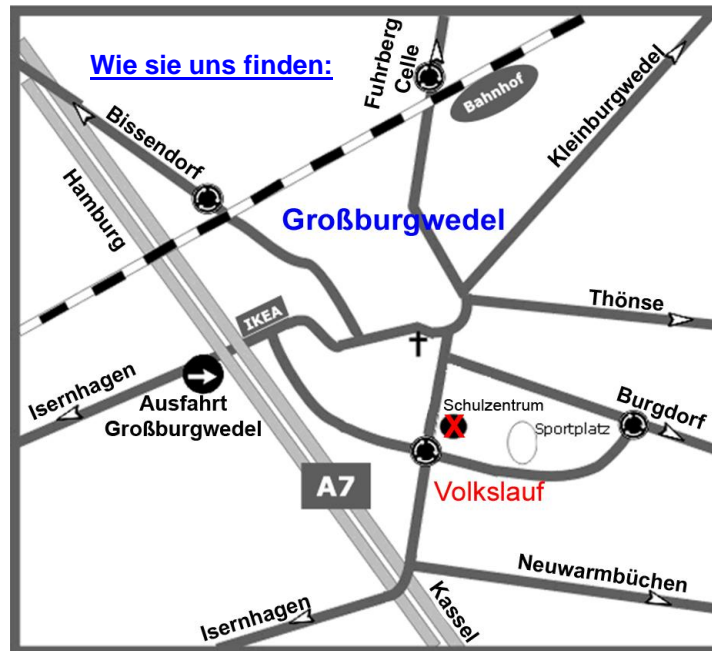 Wie sie uns finden:
Fuhrberg
Celle
Bahnhof
Kleinburgwedel
Bissendorf
Hamburg
Großburgwedel
IKEA
Thönse
Isernhagen
Ausfahrt
Großburgwedel
Schulzentrum
X
Sportplatz
Burgdorf
A7
Volkslauf
Neuwarmbüchen
Isernhagen
Kassel